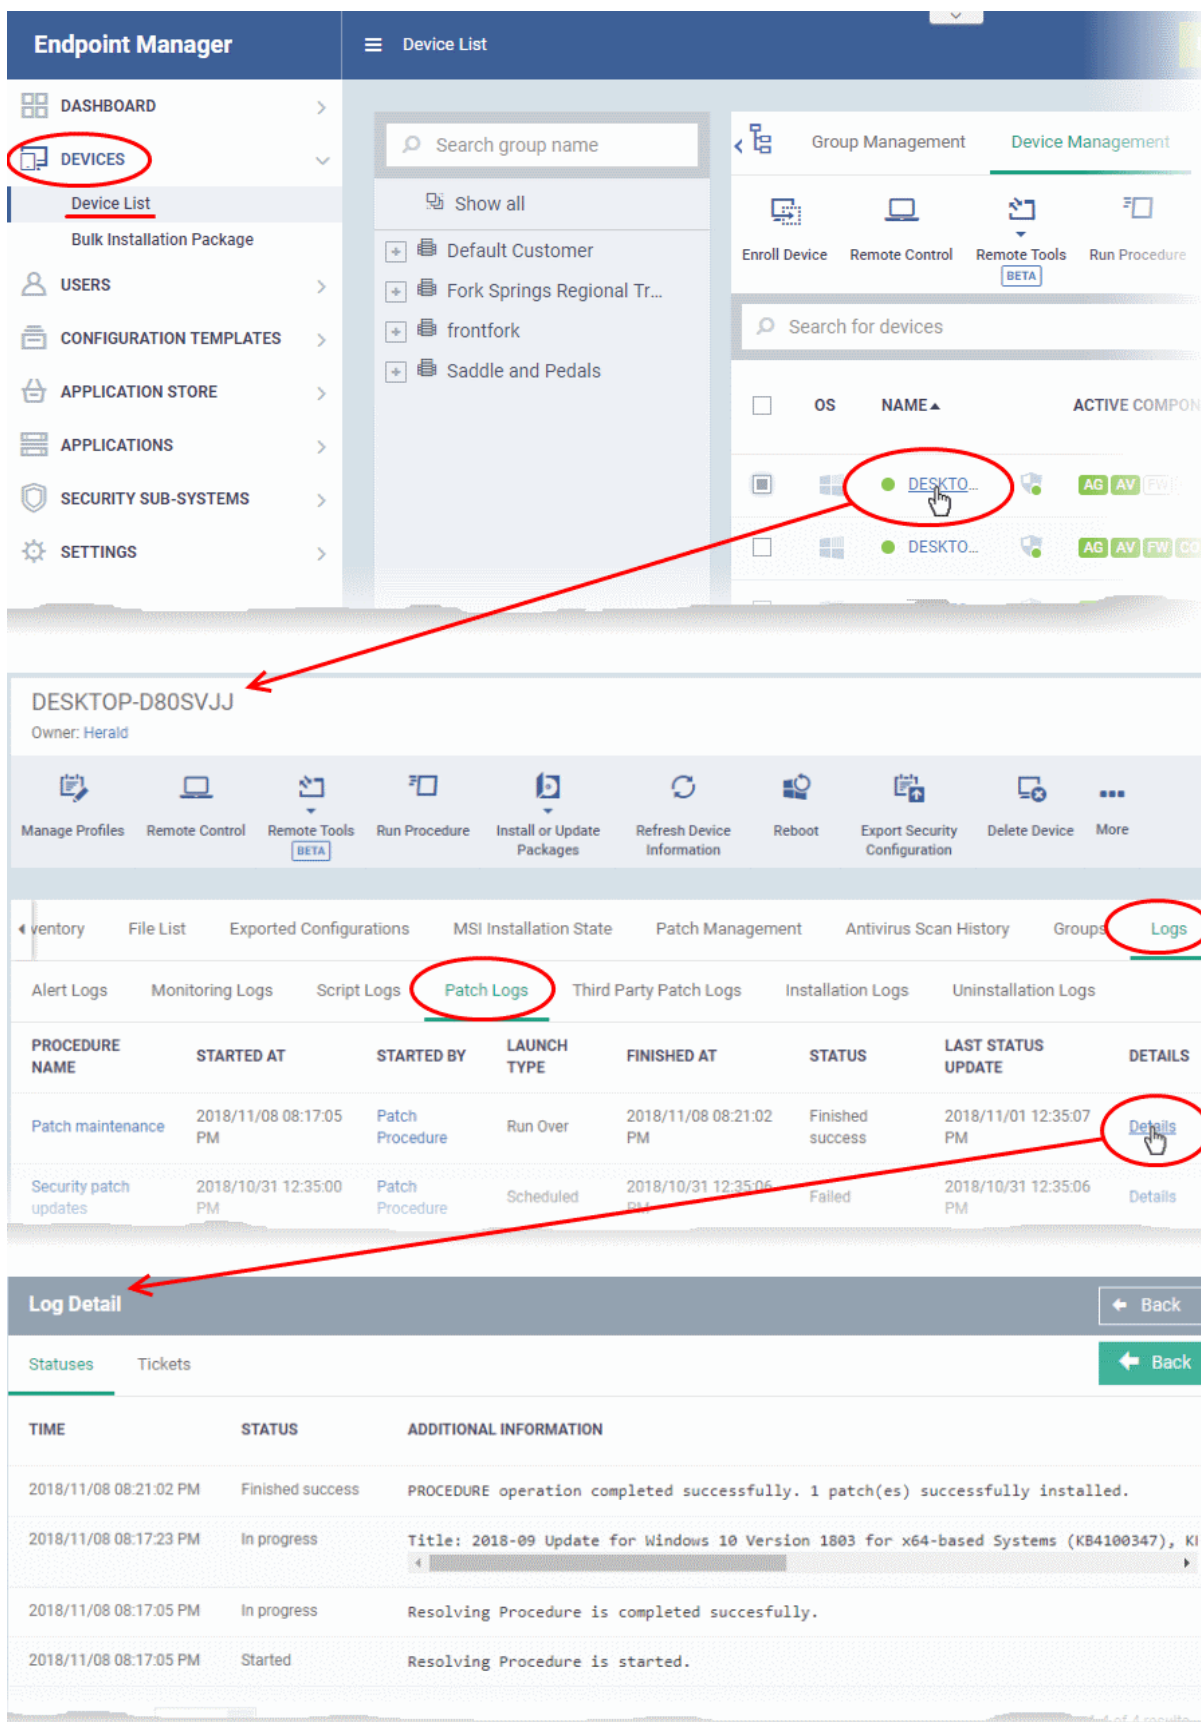 Endpoint Manager
Device List
DASHBOARD
DEVICES
Device List
Bulk Installation Package
USERS
CONFIGURATION TEMPLATES
APPLICATION STORE
APPLICATIONS
SECURITY SUB-SYSTEMS
SETTINGS
Search group name
Show all
Default Customer
Fork Springs Regional Tr...
frontfork
Saddle and Pedals
Group Management Device Management
Enroll Device Remote Control Remote Tools Run Procedure
BETA
Search for devices
OS NAME ACTIVE COMPON
DESKTO... AG AV FW
DESKTO... AG AV FW CO
DESKTOP-D80SVJJ
Owner: Herald
Manage Profiles Remote Control Remote Tools BETA Run Procedure Install or Update Packages Refresh Device Information Reboot Export Security Configuration Delete Device More
ventory File List Exported Configurations MSI Installation State Patch Management Antivirus Scan History Groups Logs
Alert Logs Monitoring Logs Script Logs Patch Logs Third Party Patch Logs Installation Logs Uninstallation Logs
PROCEDURE NAME STARTED AT STARTED BY LAUNCH TYPE FINISHED AT STATUS LAST STATUS UPDATE DETAILS
Patch maintenance 2018/11/08 08:17:05 PM Patch Procedure Run Over 2018/11/08 08:21:02 PM Finished success 2018/11/01 12:35:07 PM Details
Security patch updates 2018/10/31 12:35:00 PM Patch Procedure Scheduled 2018/10/31 12:35:06 PM Failed 2018/10/31 12:35:06 PM Details
Log Detail Back
Statuses Tickets Back
TIME STATUS ADDITIONAL INFORMATION
2018/11/08 08:21:02 PM Finished success PROCEDURE operation completed successfully. 1 patch(es) successfully installed.
2018/11/08 08:17:23 PM In progress Title: 2018-09 Update for Windows 10 Version 1803 for x64-based Systems (KB4100347), K
2018/11/08 08:17:05 PM In progress Resolving Procedure is completed succesfully.
2018/11/08 08:17:05 PM Started Resolving Procedure is started.